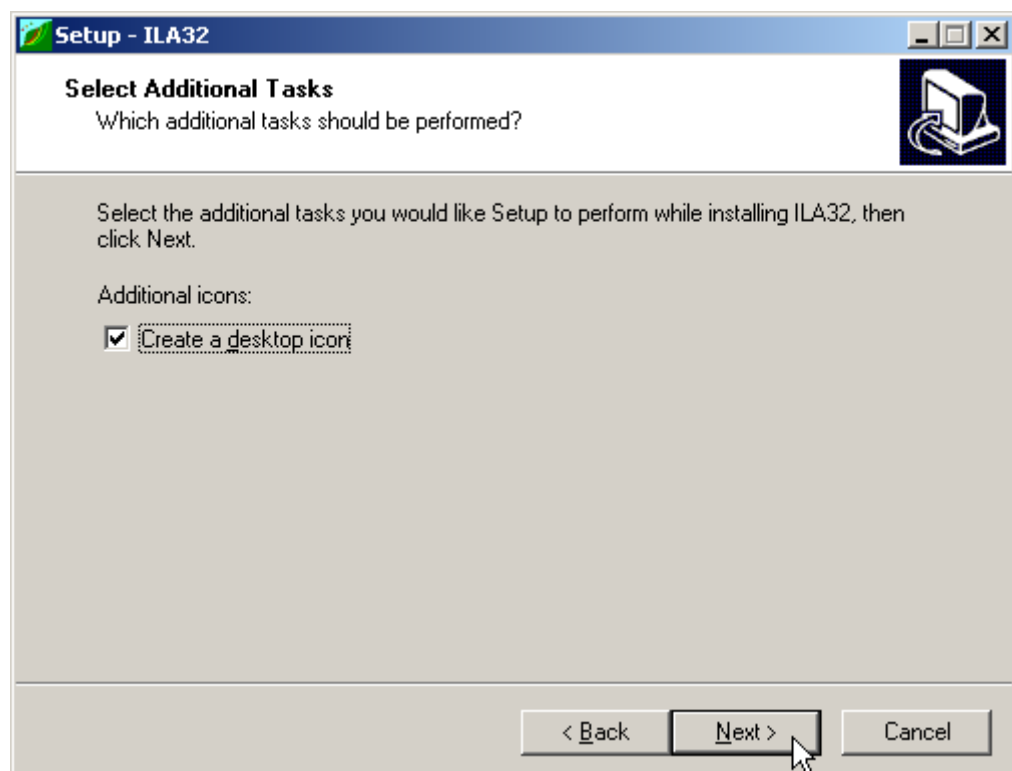 Setup - ILA32
Select Additional Tasks
Which additional tasks should be performed?
Select the additional tasks you would like Setup to perform while installing ILA32, then
click Next.
Additional icons:
Create a desktop icon
< Back
Next >
Cancel